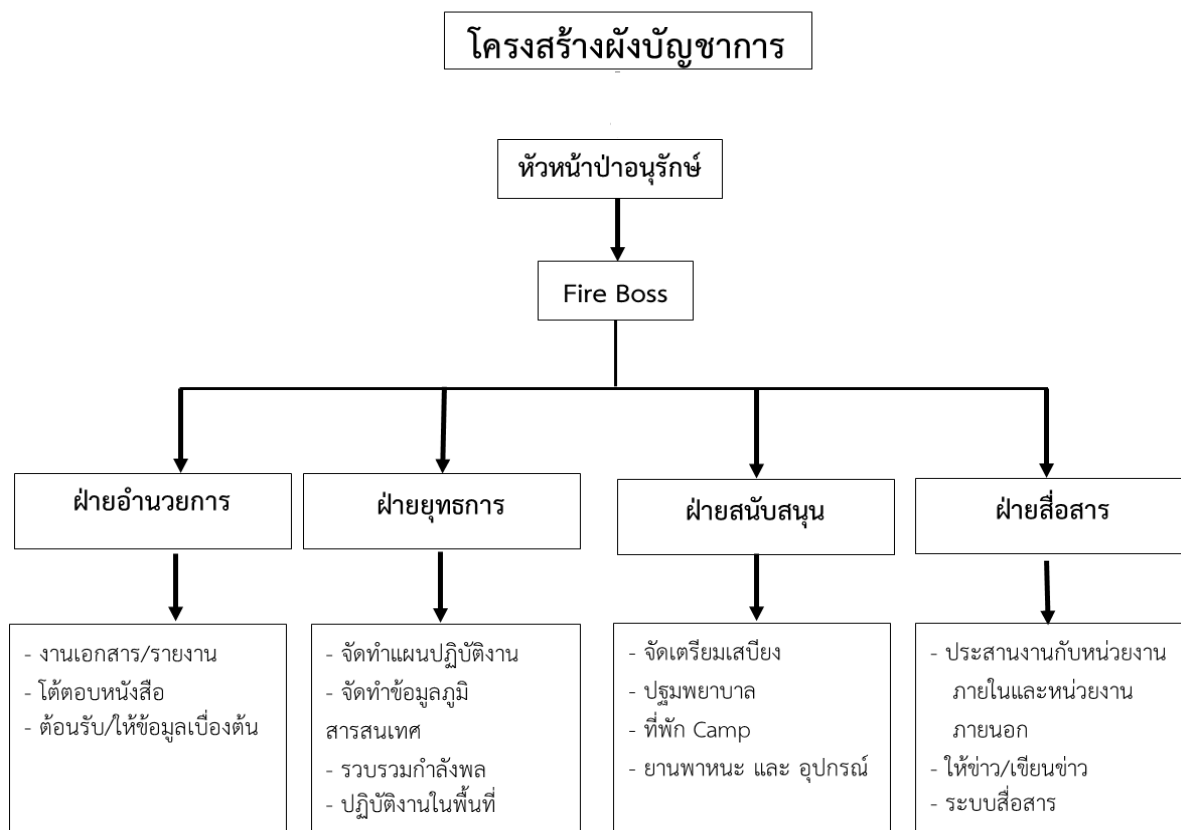 โครงสร้างผังบัญชาการ
หัวหน้าป่าอนุรักษ์
Fire Boss
ฝ่ายอำนวยการ
ฝ่ายยุทธการ
ฝ่ายสนับสนุน
ฝ่ายสื่อสาร
- งานเอกสาร/รายงาน
- โต้ตอบหนังสือ
- ต้อนรับ/ให้ข้อมูลเบื่องต้น
- จัดทำแผนปฏิบัติงาน
- จัดทำข้อมูลภูมิ
สารสนเทศ
- รวบรวมกำลังพล
- ปฏิบัติงานในพื้นที่
- จัดเตรียมเสบียง
- ปฐมพยาบาล
- ที่พัก Camp
- ยานพาหนะ และ อุปกรณ์
- ประสานงานกับหน่วยงาน
ภายในและหน่วยงาน
ภายนอก
- ให้ข่าว/เขียนข่าว
- ระบบสื่อสาร